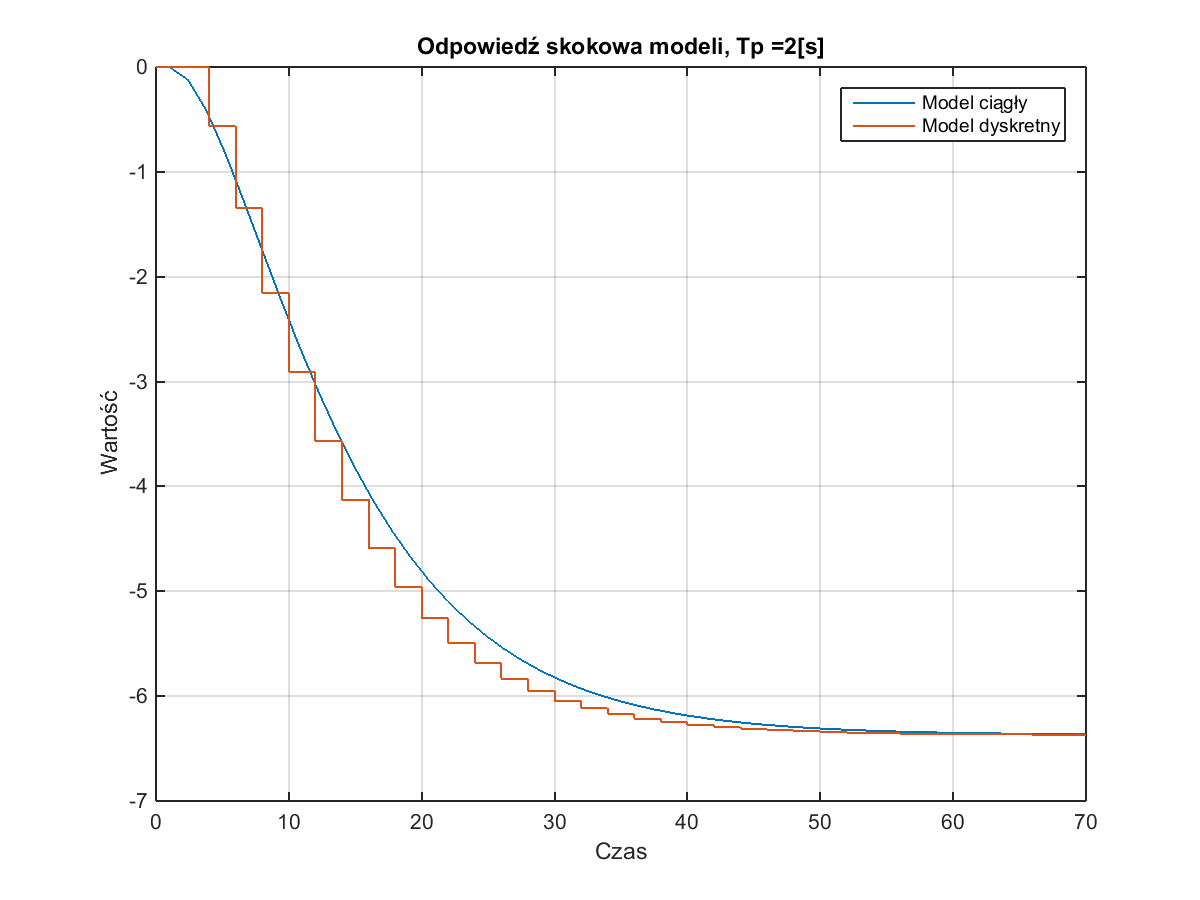 Odpowiedź skokowa modeli, Tp =2[s]
Model ciągły
Model dyskretny
0
-1
-2
-3
-4
-5
-6
-7
Wartość
0 10 20 30 40 50 60 70
Czas